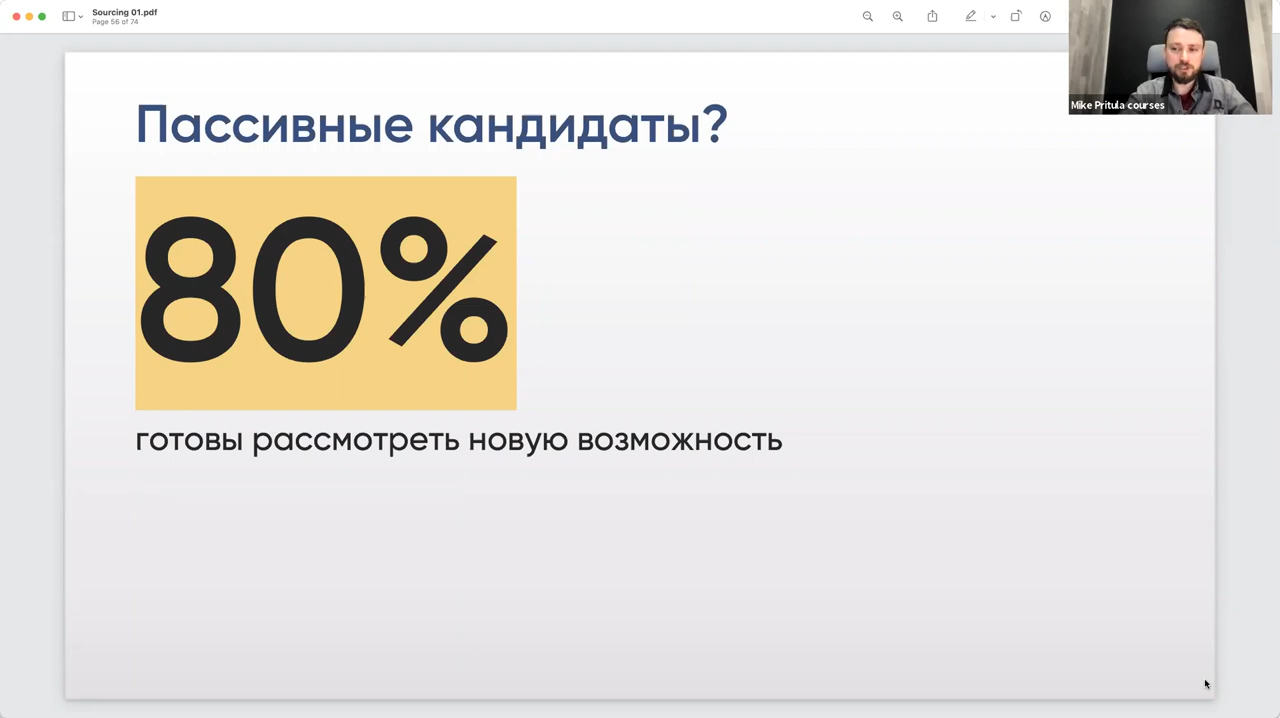 Sourcing 01.pdf
Page 56 of 74
Mike Pritula courses
Пассивные кандидаты?
80%
готовы рассмотреть новую возможность